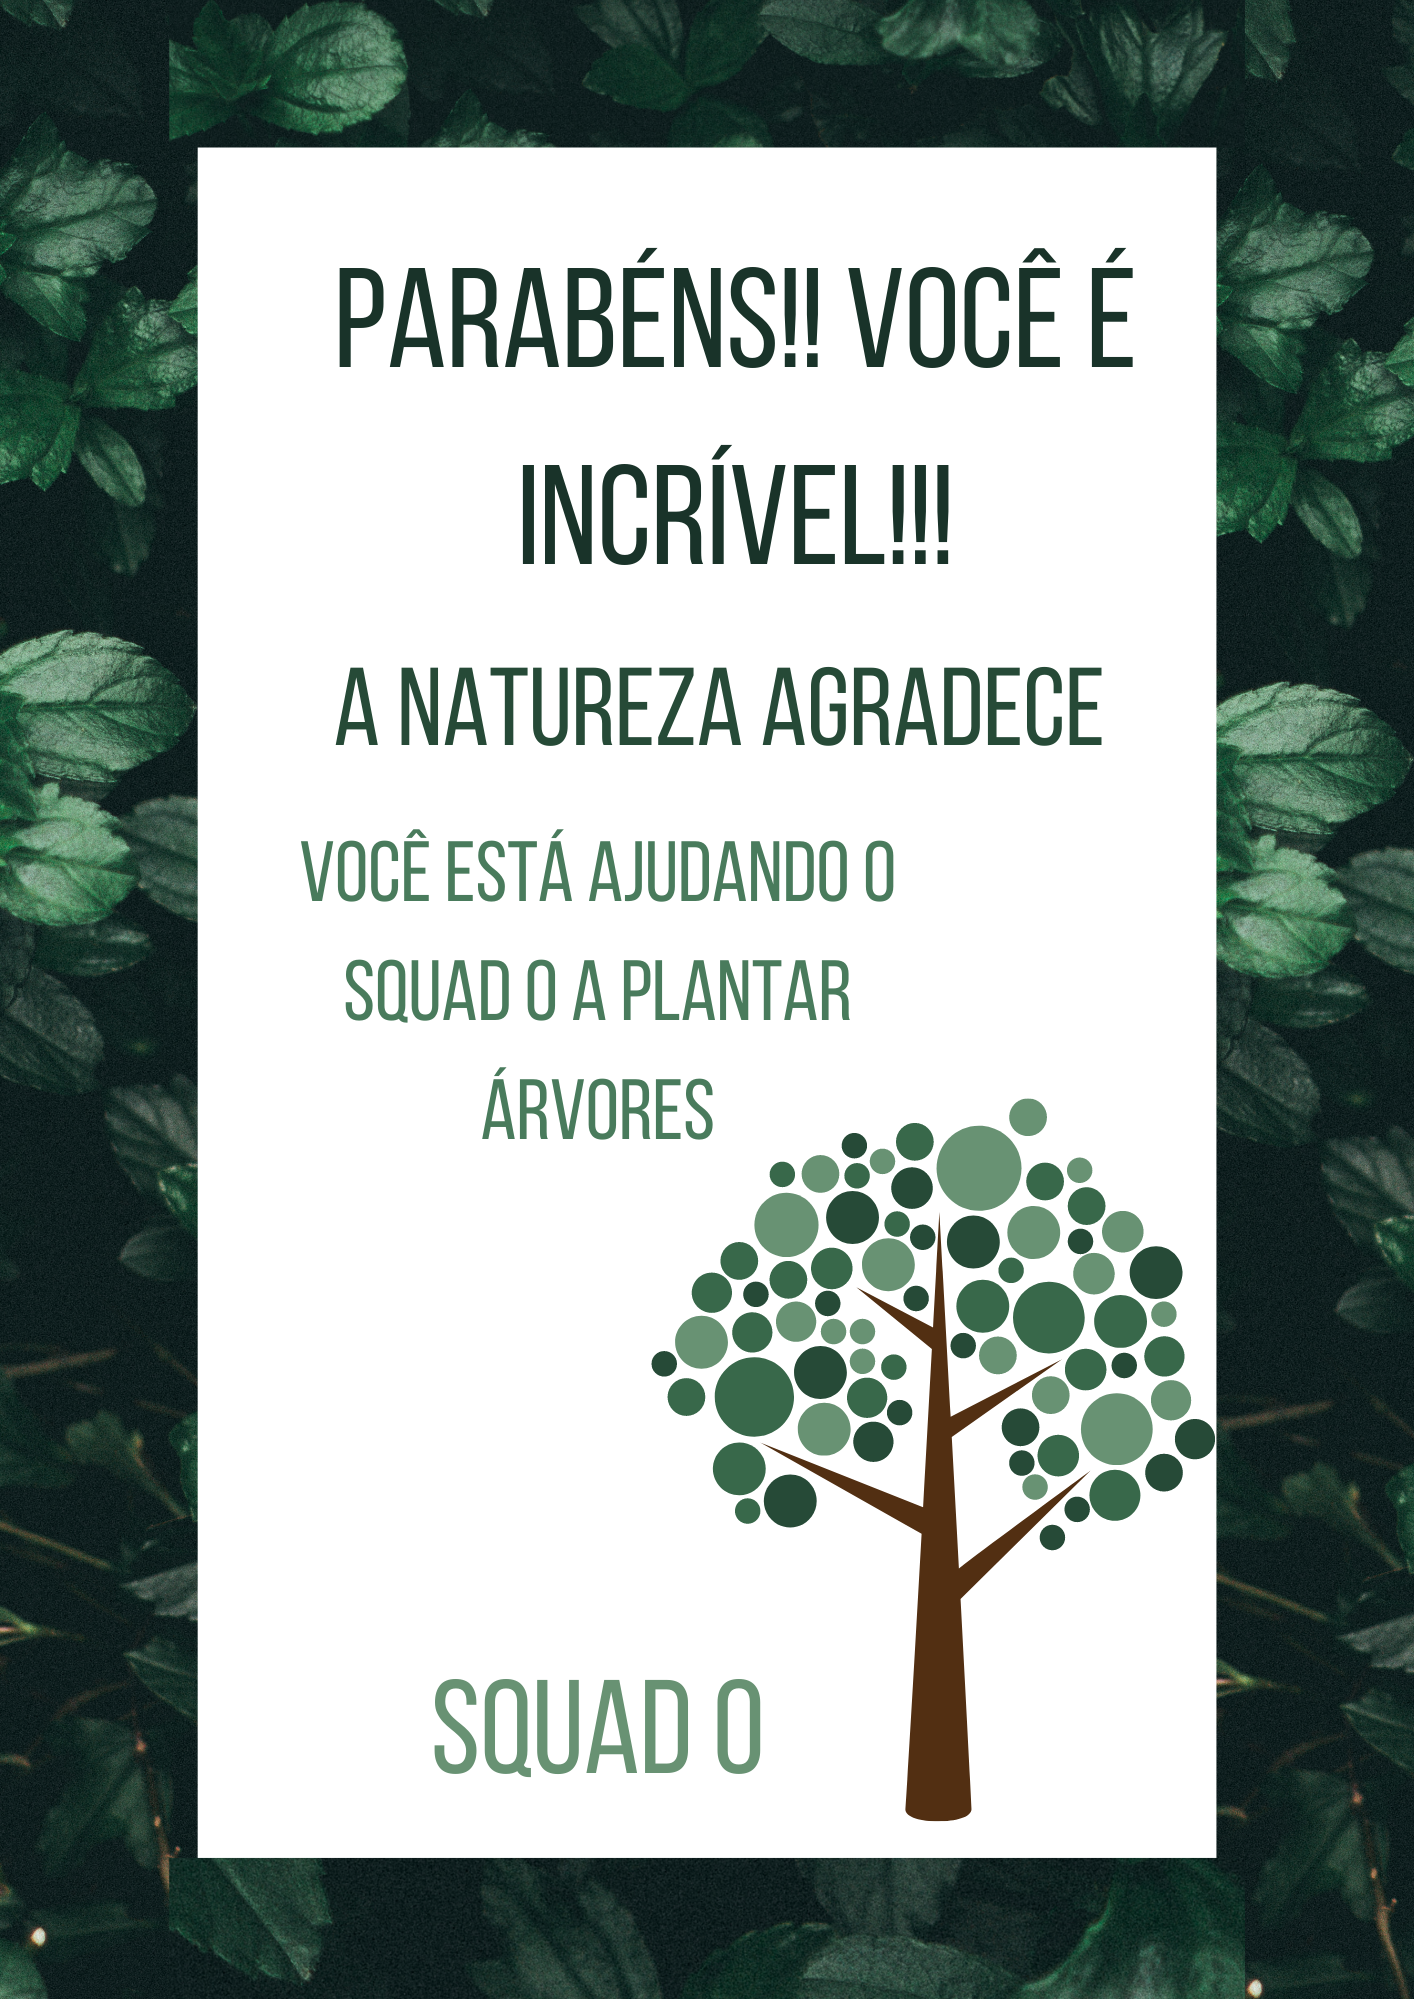 PARABÉNS!! VOCÊ É
INCRÍVEL!!!
A NATUREZA AGRADECE
VOCÊ ESTÁ AJUDANDO O
SQUAD O A PLANTAR
ÁRVORES
SQUAD O